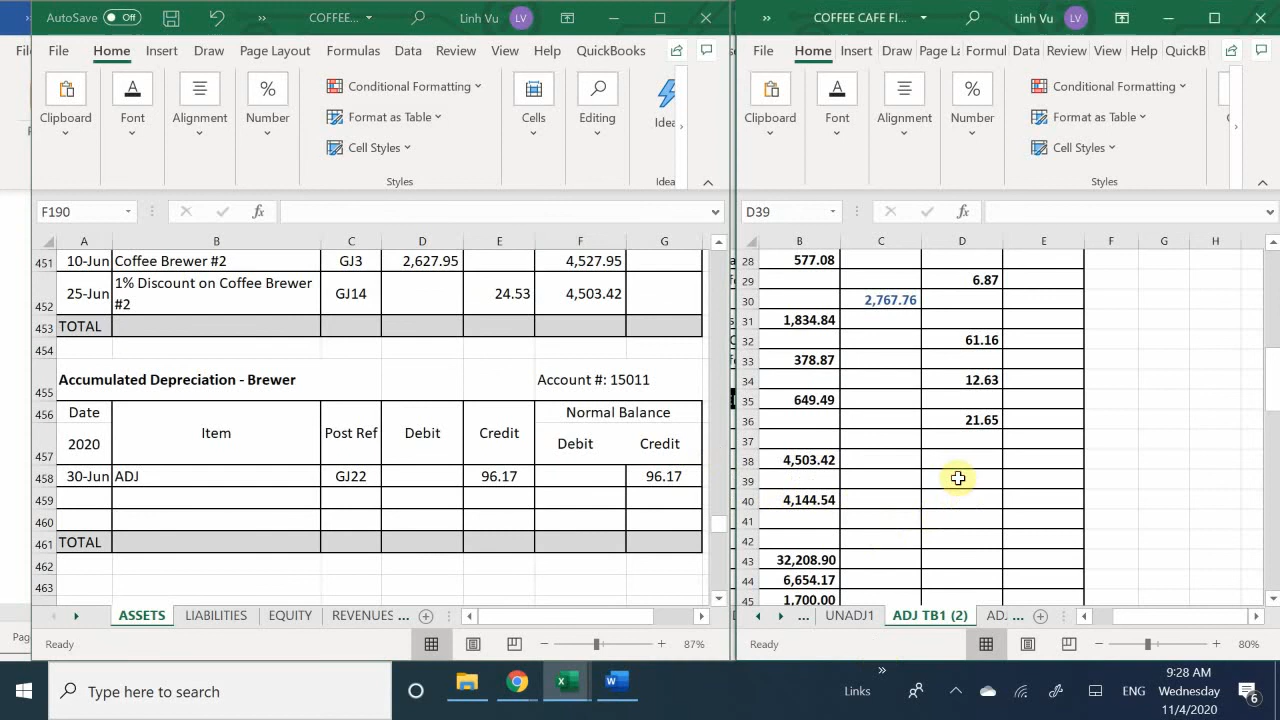 AutoSave Off COFFEE... Linh Vu LV
File Home Insert Draw Page Layout Formulas Data Review View Help QuickBooks
Clipboard Font Alignment Number Conditional Formatting Format as Table Cell Styles Cells Editing
Styles
F190 fx
A B C D E F G
451 10-Jun Coffee Brewer #2 GJ3 2,627.95 4,527.95
1% Discount on Coffee Brewer
452 25-Jun #2 GJ14 24.53 4,503.42
453 TOTAL
454
455 Accumulated Depreciation - Brewer Account #: 15011
456 Date Normal Balance
Item Post Ref Debit Credit
457 2020 Debit Credit
458 30-Jun ADJ GJ22 96.17 96.17
459
460
461 TOTAL
462
463
ASSETS LIABILITIES EQUITY REVENUES ...
Ready 87%
COFFEE CAFE FI... Linh Vu LV
File Home Insert Draw Page La Formul Data Review View Help QuickB
Clipboard Font Alignment Number Conditional Formatting Format as Table Cell Styles
Styles
D39 fx
B C D E F G H
28 577.08
29 6.87
30 2,767.76
31 1,834.84
32 61.16
33 378.87
34 12.63
35 649.49
36 21.65
37
38 4,503.42
39
40 4,144.54
41
42
43 32,208.90
44 6,654.17
45 1,700.00
... UNADJ1 ADJ TB1 (2) AD. ...
Ready 80%
Type here to search
Links
ENG
9:28 AM
Wednesday
11/4/2020
6